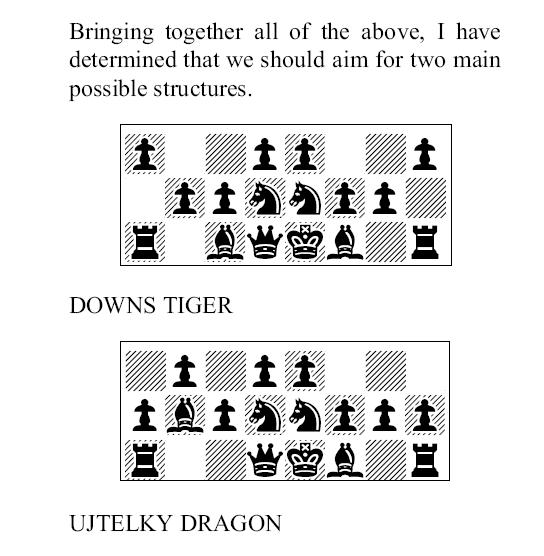 Bringing together all of the above, I have
determined that we should aim for two main
possible structures.
DOWNS TIGER
UJTELKY DRAGON